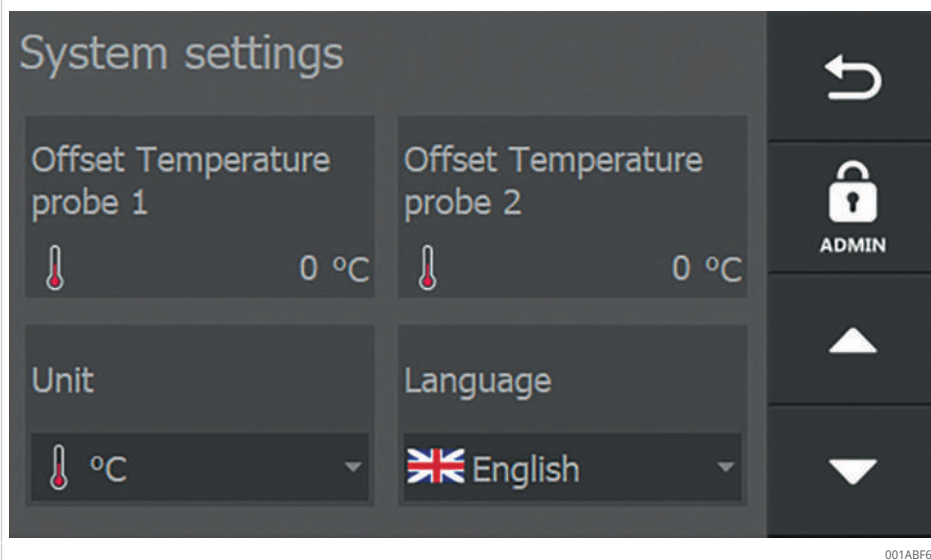 System settings
Offset Temperature
probe 1
0 °C
Offset Temperature
probe 2
0 °C
ADMIN
Unit
°C
Language
English
001ABF6